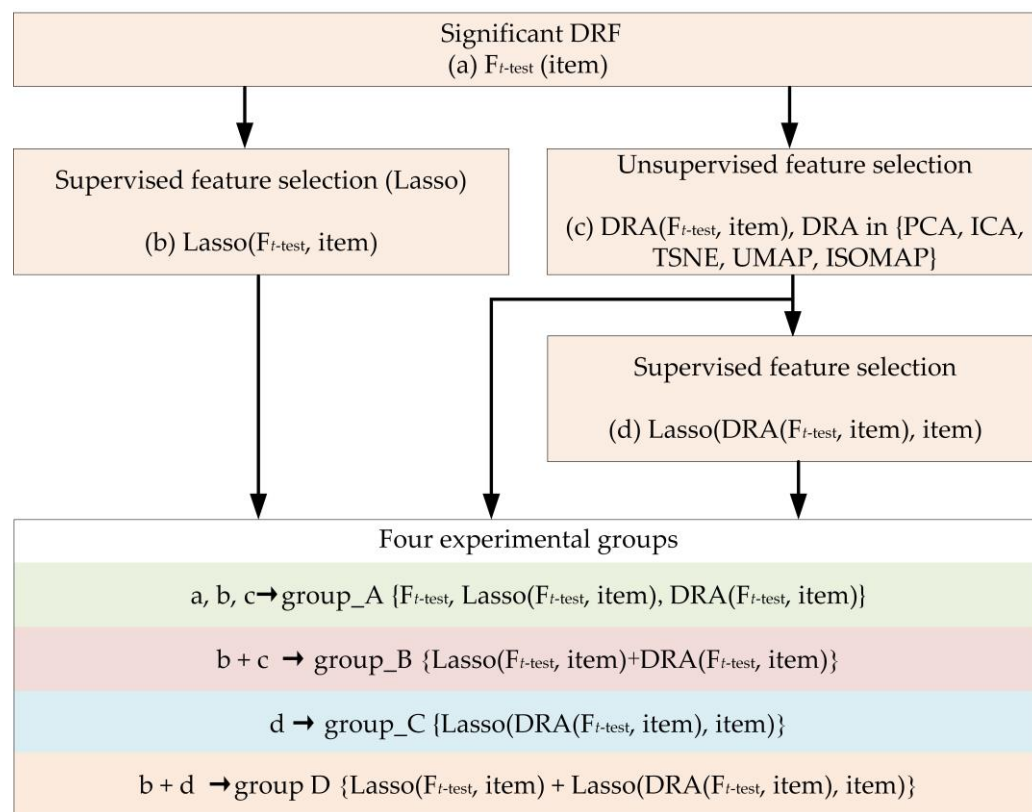 Significant DRF
(a) Ft-test (item)
Supervised feature selection (Lasso)
(b) Lasso(Ft-test, item)
Unsupervised feature selection
(c) DRA(Ft-test, item), DRA in {PCA, ICA,
TSNE, UMAP, ISOMAP}
Supervised feature selection
(d) Lasso(DRA(Ft-test, item), item)
Four experimental groups
a, b, c→group_A {Ft-test, Lasso(Ft-test, item), DRA(Ft-test, item)}
b + c → group_B {Lasso(Ft-test, item)+DRA(Ft-test, item)}
d → group_C {Lasso(DRA(Ft-test, item), item)}
b + d →group D {Lasso(Ft-test, item) + Lasso(DRA(Ft-test, item), item)}